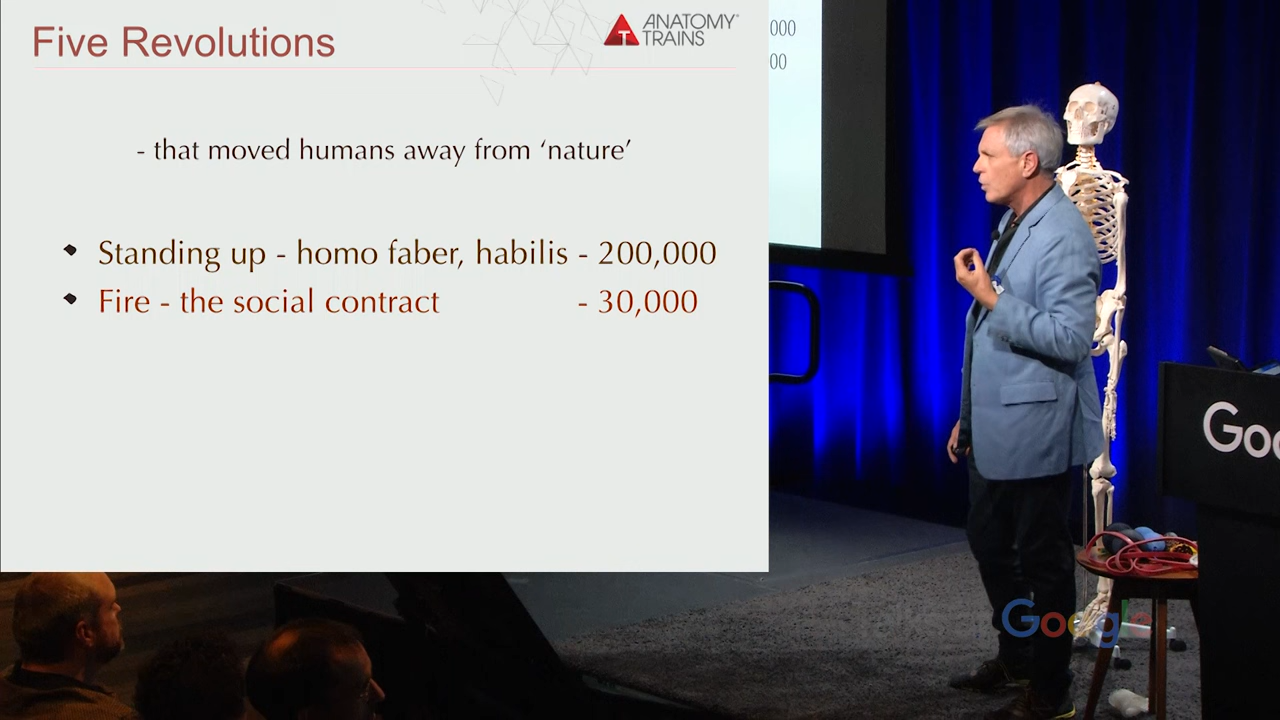 Five Revolutions
ANATOMY
TRAINS
- that moved humans away from ‘nature’
Standing up - homo faber, habilis - 200,000
Fire - the social contract - 30,000
000
00
Goo
Google